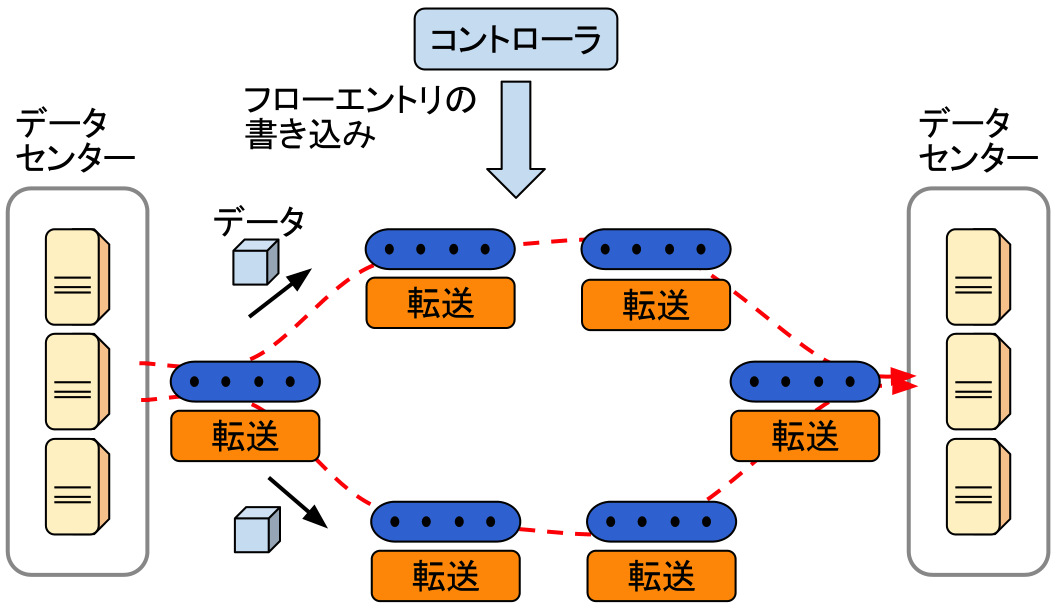 コントローラ
フローエントリの
書き込み
データ
センター
データ
センター
データ
転送
転送
転送
転送
転送
転送